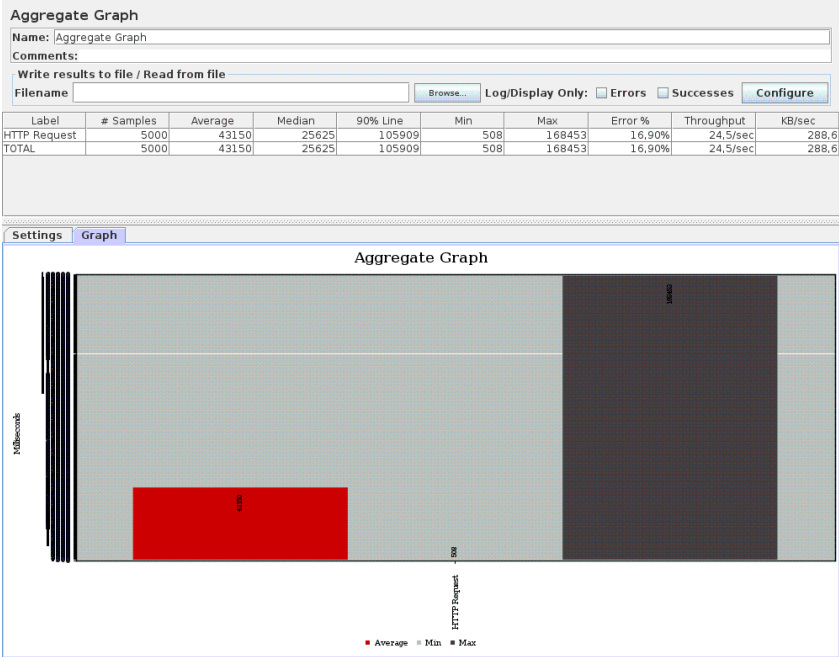 Aggregate Graph
Name: Aggregate Graph
Comments:
Write results to file / Read from file
Filename Browse... Log/Display Only: Errors Successes Configure
Label # Samples Average Median 90% Line Min Max Error % Throughput KB/sec
HTTP Request 5000 43150 25625 105909 508 168453 16,90% 24,5/sec 288,6
TOTAL 5000 43150 25625 105909 508 168453 16,90% 24,5/sec 288,6
Settings Graph
Aggregate Graph
168453
Milliseconds
43150
508
HTTP Request
Average Min Max